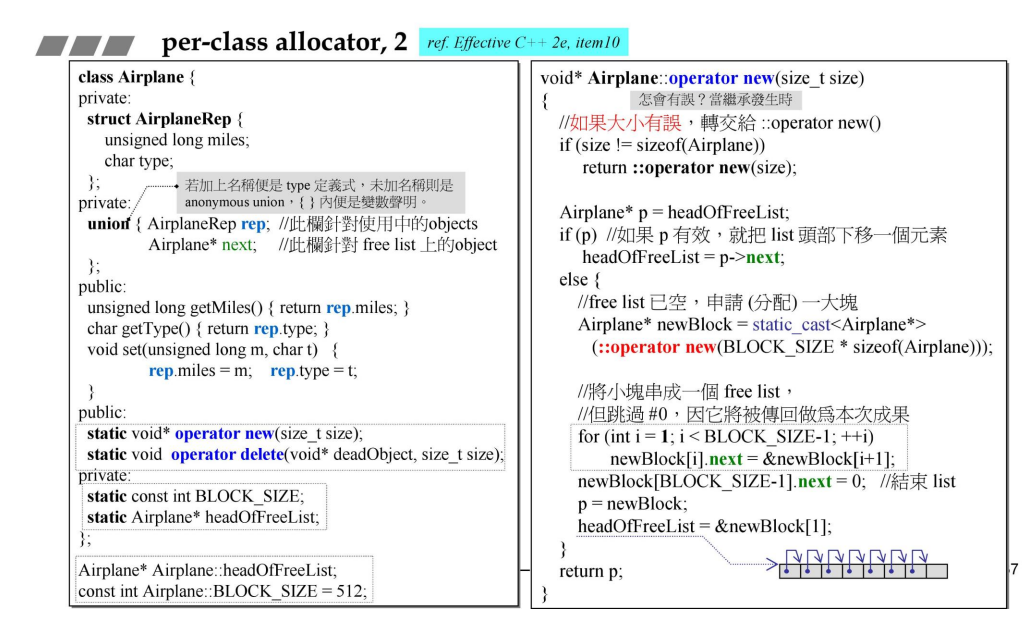 per-class allocator, 2 ref. Effective C++ 2e, item10
class Airplane {
private:
struct AirplaneRep {
unsigned long miles;
char type;
};
若加上名稱便是 type 定義式，未加名稱則是
anonymous union，{ } 內便是變數聲明。
private:
union { AirplaneRep rep; //此欄針對使用中的objects
Airplane* next; //此欄針對 free list 上的object
};
public:
unsigned long getMiles() { return rep.miles; }
char getType() { return rep.type; }
void set(unsigned long m, char t) {
rep.miles = m; rep.type = t;
}
public:
static void* operator new(size_t size);
static void operator delete(void* deadObject, size_t size);
private:
static const int BLOCK_SIZE;
static Airplane* headOfFreeList;
};
Airplane* Airplane::headOfFreeList;
const int Airplane::BLOCK_SIZE = 512;
void* Airplane::operator new(size_t size)
{
怎會有誤？當繼承發生時
//如果大小有誤，轉交給 ::operator new()
if (size != sizeof(Airplane))
return ::operator new(size);
Airplane* p = headOfFreeList;
if (p) //如果 p 有效，就把 list 頭部下移一個元素
headOfFreeList = p->next;
else {
//free list 已空，申請 (分配) 一大塊
Airplane* newBlock = static_cast<Airplane*>
(::operator new(BLOCK_SIZE * sizeof(Airplane)));
//將小塊串成一個 free list，
//但跳過 #0，因它將被傳回做爲本次成果
for (int i = 1; i < BLOCK_SIZE-1; ++i)
newBlock[i].next = &newBlock[i+1];
newBlock[BLOCK_SIZE-1].next = 0; //結束 list
p = newBlock;
headOfFreeList = &newBlock[1];
}
return p;
}
7